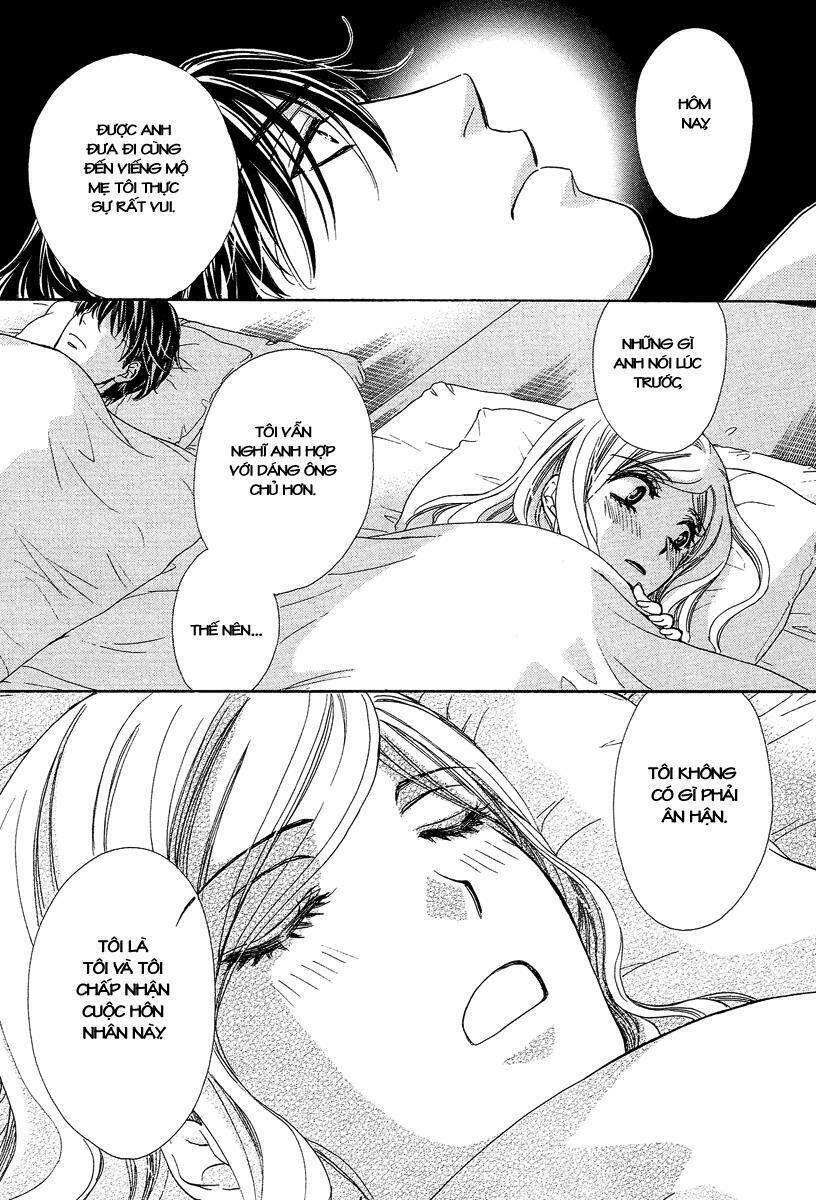 HÔM
NAY,
ĐƯỢC ANH
ĐƯA ĐI CÙNG
ĐẾN VIẾNG MỘ
MẸ TÔI THỰC
SỰ RẤT VUI.
NHỮNG GÌ
ANH NÓI LÚC
TRƯỚC,
TÔI VẪN
NGHĨ ANH HỢP
VỚI DÁNG ÔNG
CHỦ HƠN.
THẾ NÊN...
TÔI KHÔNG
CÓ GÌ PHẢI
ÂN HẬN.
TÔI LÀ
TÔI VÀ TÔI
CHẤP NHẬN
CUỘC HÔN
NHÂN NÀY.